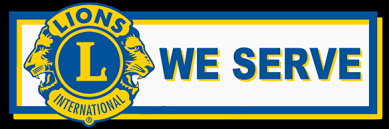 LIONS
L
INTERNATIONAL
®
WE SERVE